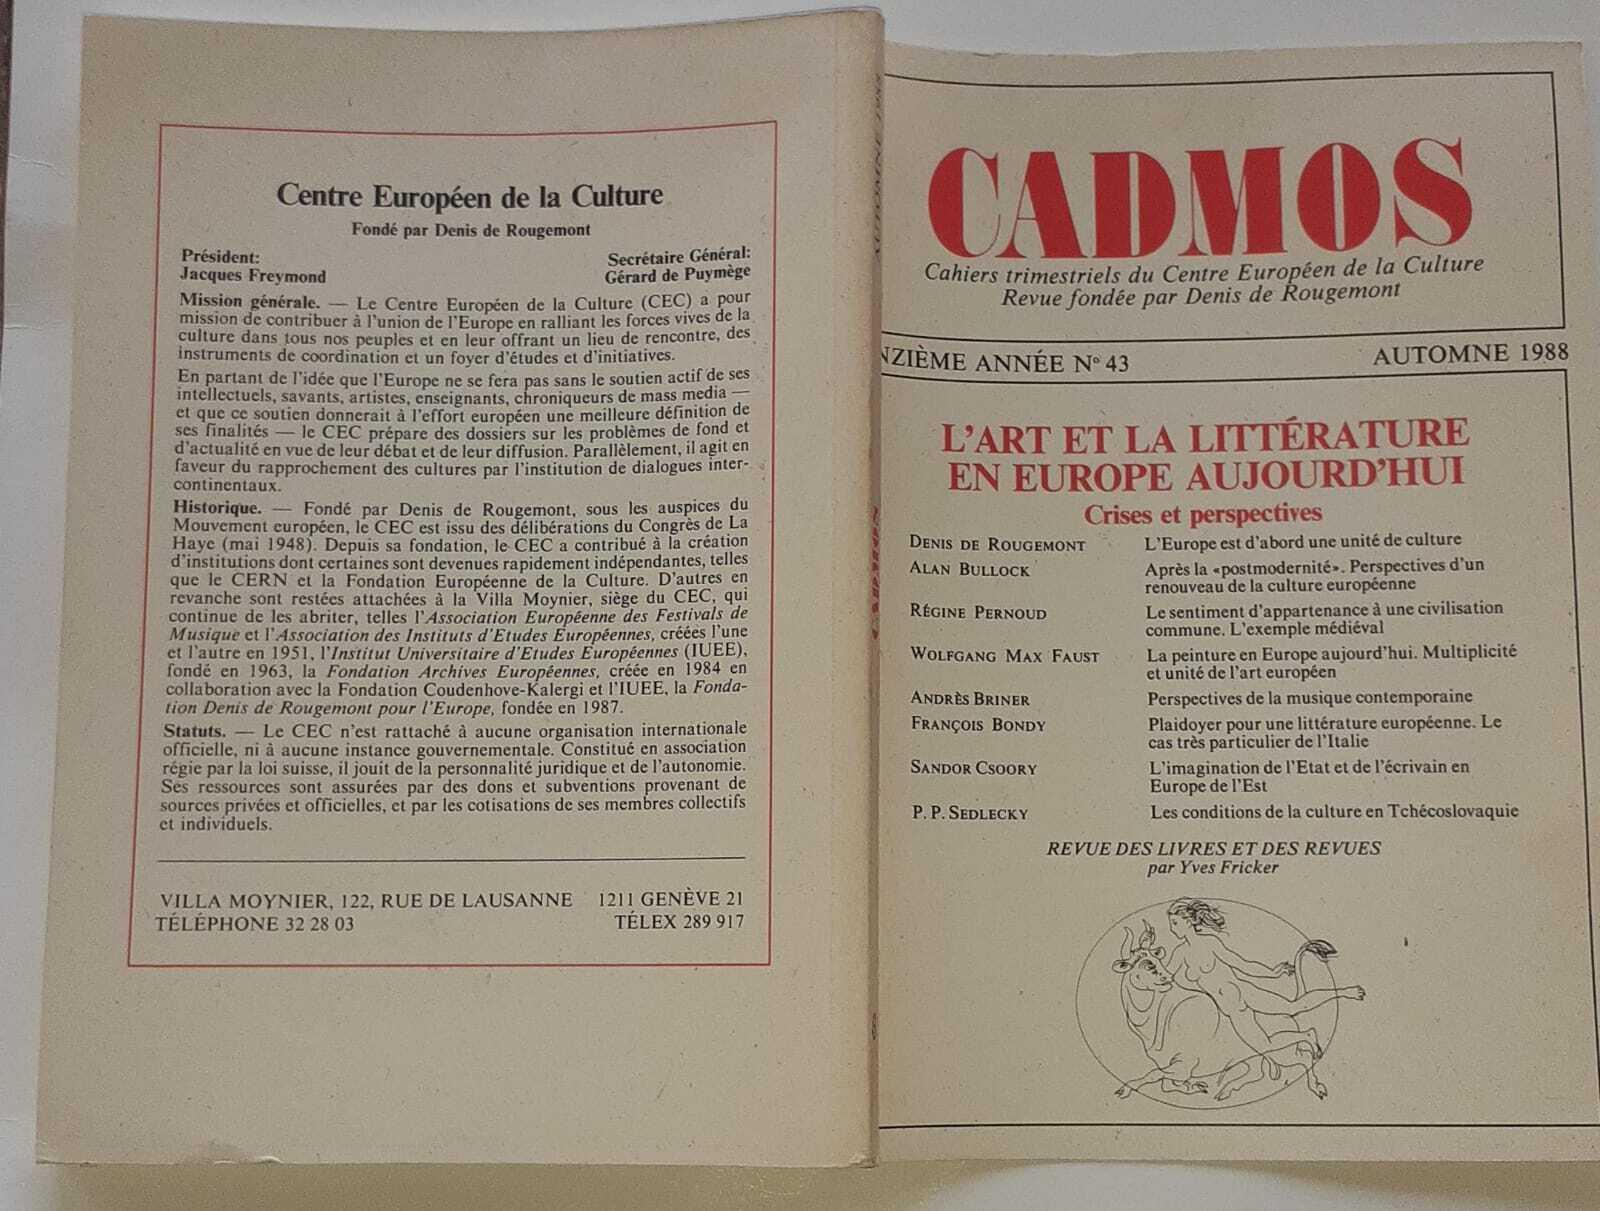 Centre Européen de la Culture
Fondé par Denis de Rougemont
Président: Secrétaire Général:
Jacques Freymond Gérard de Puymège
Mission générale. — Le Centre Européen de la Culture (CEC) a pour
mission de contribuer à l'union de l'Europe en ralliant les forces vives de la
culture dans tous nos peuples et en leur offrant un lieu de rencontre, des
instruments de coordination et un foyer d'études et d'initiatives.
En partant de l'idée que l'Europe ne se fera pas sans le soutien actif de ses
intellectuels, savants, artistes, enseignants, chroniqueurs de mass media —
et que ce soutien donnerait à l'effort européen une meilleure définition de
ses finalités — le CEC prépare des dossiers sur les problèmes de fond et
d'actualité en vue de leur débat et de leur diffusion. Parallèlement, il agit en
faveur du rapprochement des cultures par l'institution de dialogues inter-
continentaux.
Historique. — Fondé par Denis de Rougemont, sous les auspices du
Mouvement européen, le CEC est issu des délibérations du Congrès de La
Haye (mai 1948). Depuis sa fondation, le CEC a contribué à la création
d'institutions dont certaines sont devenues rapidement indépendantes, telles
que le CERN et la Fondation Européenne de la Culture. D'autres en
revanche sont restées attachées à la Villa Moynier, siège du CEC, qui
continue de les abriter, telles l'Association Européenne des Festivals de
Musique et l'Association des Instituts d'Etudes Européennes, créées l'une
et l'autre en 1951, l'Institut Universitaire d'Etudes Européennes (IUEE),
fondé en 1963, la Fondation Archives Européennes, créée en 1984 en
collaboration avec la Fondation Coudenhove-Kalergi et l'IUEE, la Fonda-
tion Denis de Rougemont pour l'Europe, fondée en 1987.
Statuts. — Le CEC n'est rattaché à aucune organisation internationale
officielle, ni à aucune instance gouvernementale. Constitué en association
régie par la loi suisse, il jouit de la personnalité juridique et de l'autonomie.
Ses ressources sont assurées par des dons et subventions provenant de
sources privées et officielles, et par les cotisations de ses membres collectifs
et individuels.
VILLA MOYNIER, 122, RUE DE LAUSANNE 1211 GENÈVE 21
TÉLÉPHONE 32 28 03 TÉLEX 289 917
AUTOMNE 1988
CADMOS
CADMOS
Cahiers trimestriels du Centre Européen de la Culture
Revue fondée par Denis de Rougemont
NZIÈME ANNÉE N° 43 AUTOMNE 1988
L'ART ET LA LITTÉRATURE
EN EUROPE AUJOURD'HUI
Crises et perspectives
DENIS DE ROUGEMONT L'Europe est d'abord une unité de culture
ALAN BULLOCK Après la «postmodernité». Perspectives d'un
renouveau de la culture européenne
RÉGINE PERNOUD Le sentiment d'appartenance à une civilisation
commune. L'exemple médiéval
WOLFGANG MAX FAUST La peinture en Europe aujourd'hui. Multiplicité
et unité de l'art européen
ANDRÈS BRINER Perspectives de la musique contemporaine
FRANÇOIS BONDY Plaidoyer pour une littérature européenne. Le
cas très particulier de l'Italie
SANDOR CSOORY L'imagination de l'Etat et de l'écrivain en
Europe de l'Est
P. P. SEDLECKY Les conditions de la culture en Tchécoslovaquie
REVUE DES LIVRES ET DES REVUES
par Yves Fricker